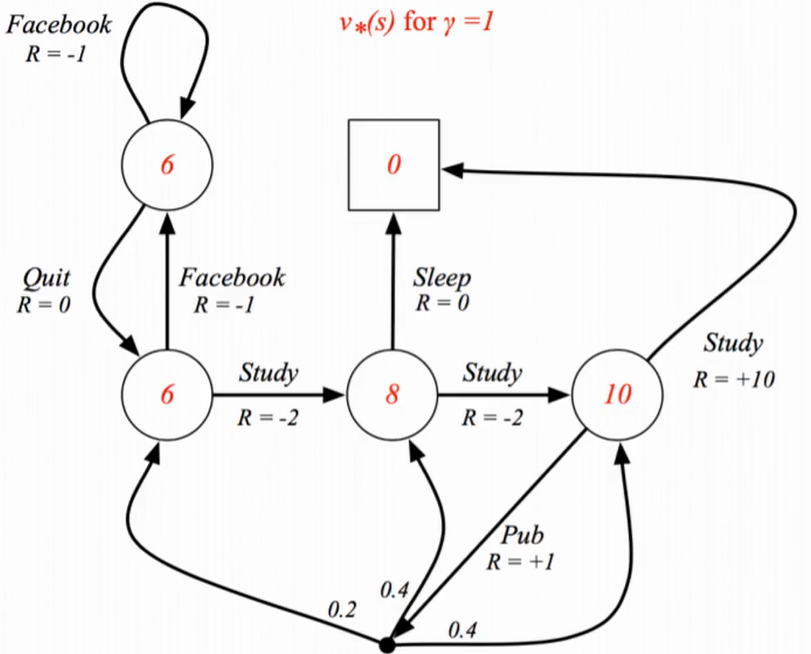 Facebook
R = -1
v*(s) for γ =1
6
0
Quit
R = 0
Facebook
R = -1
Sleep
R = 0
Study
R = +10
6
Study
R = -2
8
Study
R = -2
10
Pub
R = +1
0.4
0.2
0.4